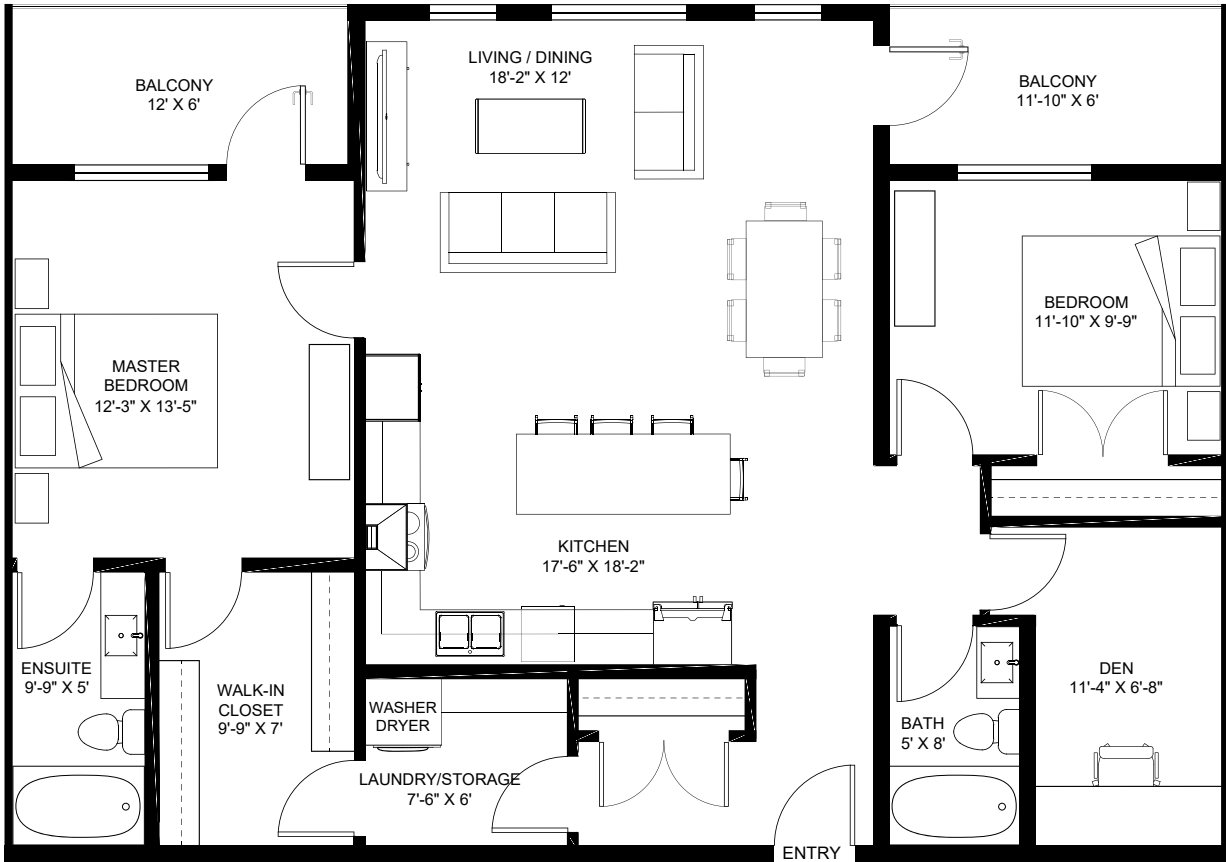 LIVING / DINING
18'-2" X 12'
BALCONY
12' X 6'
BALCONY
11'-10" X 6'
BEDROOM
11'-10" X 9'-9"
MASTER
BEDROOM
12'-3" X 13'-5"
KITCHEN
17'-6" X 18'-2"
ENSUITE
9'-9" X 5'
WALK-IN
CLOSET
9'-9" X 7'
WASHER
DRYER
LAUNDRY/STORAGE
7'-6" X 6'
BATH
5' X 8'
DEN
11'-4" X 6'-8"
ENTRY